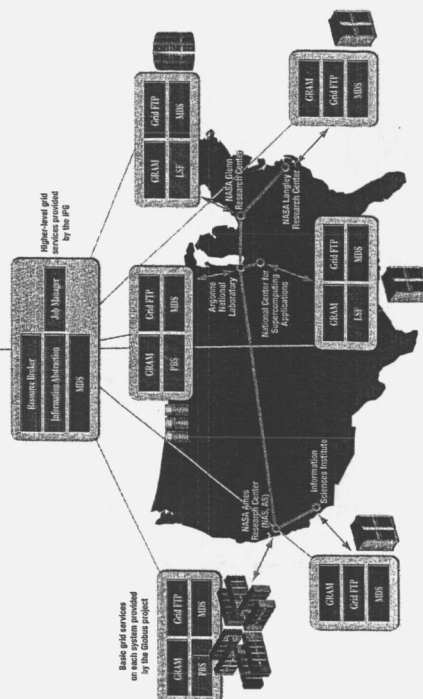 Higher-level grid
services provided
by the IPG
Resource Broker
Information Abstraction
Job Manager
MDS
Basic grid services
on each system provided
by the Globus project
GRAM
Grid FTP
PBS
MDS
GRAM
Grid FTP
PBS
MDS
GRAM
Grid FTP
LSF
MDS
GRAM
Grid FTP
MDS
GRAM
Grid FTP
LSF
MDS
GRAM
Grid FTP
MDS
NASA Ames
Research Center
(NAS, AS)
Information
Sciences Institute
Argonne
National
Laboratory
National Center for
Supercomputing
Applications
NASA Glenn
Research Center
NASA Langley
Research Center